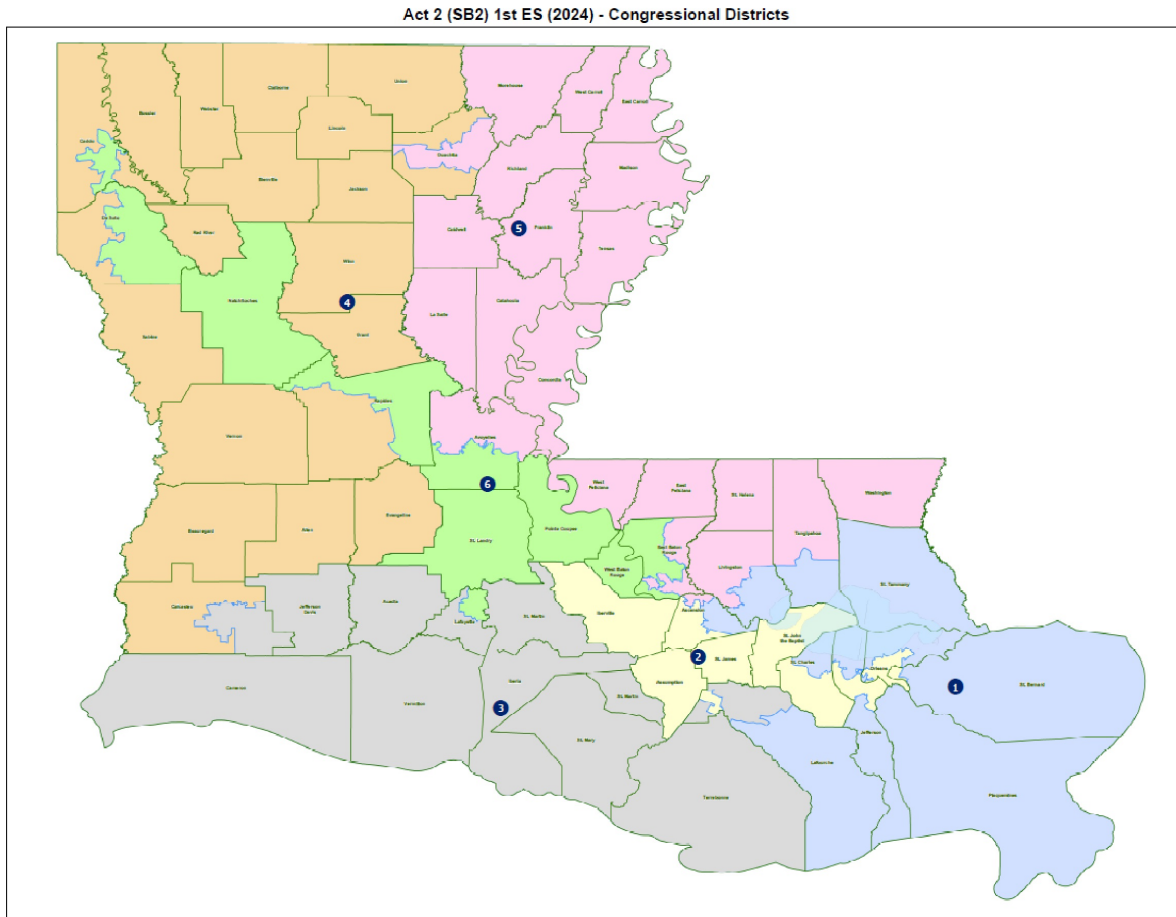 Act 2 (SB2) 1st ES (2024) - Congressional Districts
Morehouse
West Carroll
East Carroll
Union
Claiborne
Webster
Bossier
Caddo
Lincoln
Ouachita
Richland
Madison
Bienville
Jackson
De Soto
Red River
Caldwell
5
Franklin
Tensas
Winn
Natchitoches
4
Catahoula
La Salle
Sabine
Grant
Concordia
Rapides
Vernon
Avoyelles
6
West
Feliciana
East
Feliciana
St. Helena
Washington
Beauregard
Allen
Evangeline
St. Landry
Pointe Coupee
East Baton
Rouge
Tangipahoa
West Baton
Rouge
Livingston
St. Tammany
Calcasieu
Jefferson
Davis
Acadia
Lafayette
St. Martin
Iberville
Ascension
St. John
the Baptist
2
St. James
St. Charles
Orleans
Assumption
Cameron
Vermilion
Iberia
St. Martin
1
St. Bernard
3
St. Mary
Jefferson
Lafourche
Terrebonne
Plaquemines